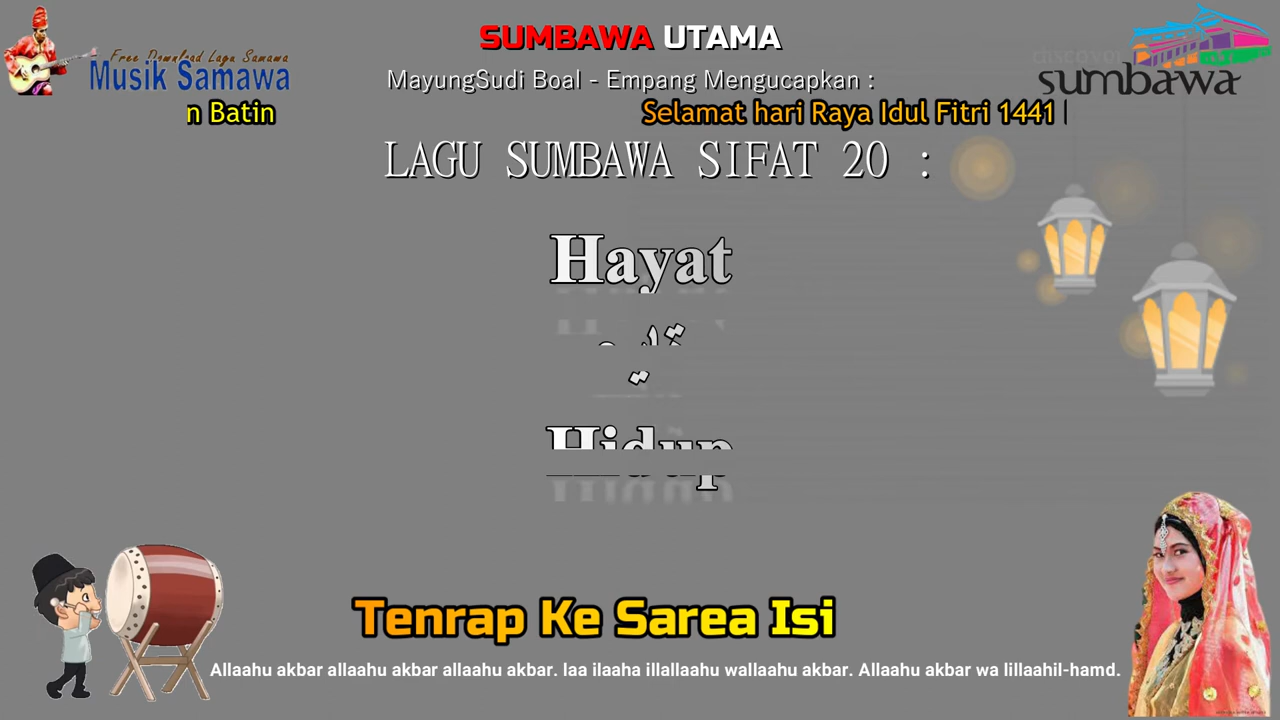 SUMBAWA UTAMA
Free Download Lagu Samawa
Musik Samawa
discover
sumbawa
MayungSudi Boal - Empang Mengucapkan :
n Batin
Selamat hari Raya Idul Fitri 1441
LAGU SUMBAWA SIFAT 20 :
Hayat
Hidup
Tenrap Ke Sarea Isi
Allaahu akbar allaahu akbar allaahu akbar. laa ilaaha illallaahu wallaahu akbar. Allaahu akbar wa lillaahil-hamd.